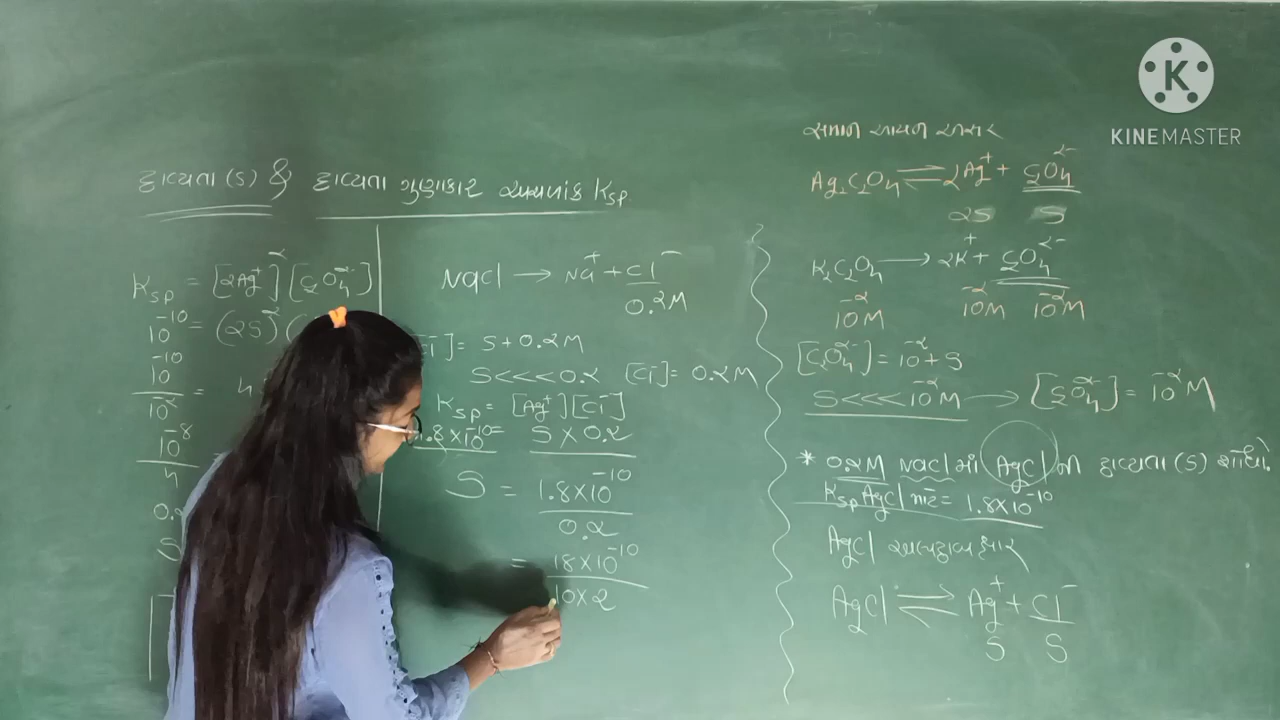 દ્રાવ્યતા (S) & દ્રાવ્યતા ગુણાકાર અચળાંક Ksp
Ksp = [2Ag⁺]² [C₂O₄²⁻]
10⁻¹⁰ = (2S)² (
10⁻¹⁰
10⁻²
=
10⁻⁸
4
0.2
S
NaCl → Na⁺ + Cl⁻
0.2M
Cl⁻] = S + 0.2M
S <<< 0.2 [Cl⁻] = 0.2M
Ksp = [Ag⁺][Cl⁻]
1.8×10⁻¹⁰ = S × 0.2
S = 1.8×10⁻¹⁰
0.2
= 18×10⁻¹⁰
10×2
સમાન આયન અસર
Ag₂C₂O₄ ⇌ 2Ag⁺ + C₂O₄²⁻
2S S
K₂C₂O₄ → 2K⁺ + C₂O₄²⁻
10⁻²M 10⁻²M 10⁻²M
[C₂O₄²⁻] = 10⁻² + S
S <<< 10⁻²M → [C₂O₄²⁻] = 10⁻²M
* 0.2M NaCl માં AgCl ની દ્રાવ્યતા (S) શોધો.
Ksp AgCl માટે = 1.8×10⁻¹⁰
AgCl અલ્પદ્રાવ્ય ક્ષાર
AgCl ⇌ Ag⁺ + Cl⁻
S S
KINEMASTER